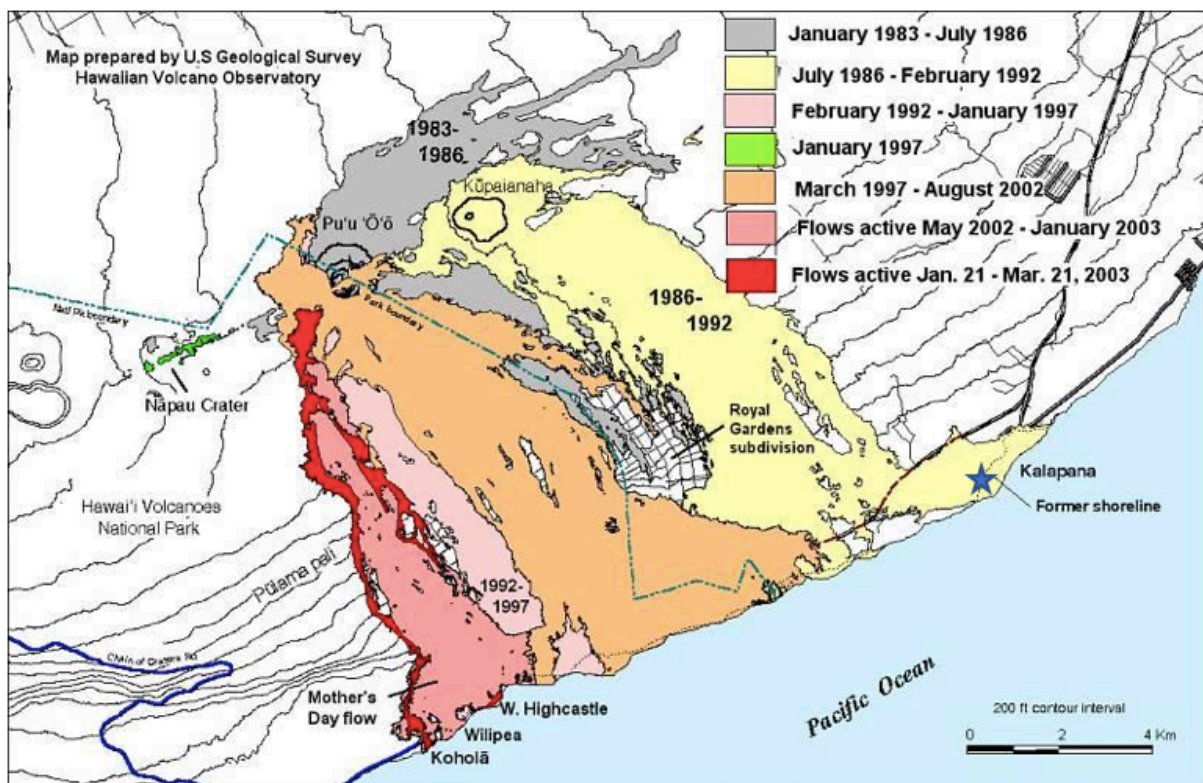 Map prepared by U.S Geological Survey
Hawaiian Volcano Observatory
January 1983 - July 1986
July 1986 - February 1992
February 1992 - January 1997
January 1997
March 1997 - August 2002
Flows active May 2002 - January 2003
Flows active Jan. 21 - Mar. 21, 2003
1983-
1986
Kūpaianaha
Pu'u 'Ō'ō
1986-
1992
Natl Pk boundary
Park boundary
Nāpau Crater
Royal
Gardens
subdivision
Kalapana
Former shoreline
Hawai'i Volcanoes
National Park
Pūlama pali
1992-
1997
Chain of Craters Rd
Mother's
Day flow
W. Highcastle
Wilipea
Koholā
Pacific Ocean
200 ft contour interval
0 2 4 Km